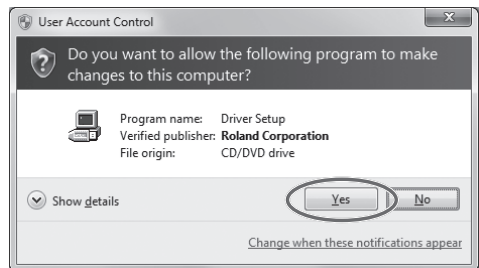 User Account Control
Do you want to allow the following program to make
changes to this computer?
Program name: Driver Setup
Verified publisher: Roland Corporation
File origin: CD/DVD drive
Show details
Yes
No
Change when these notifications appear